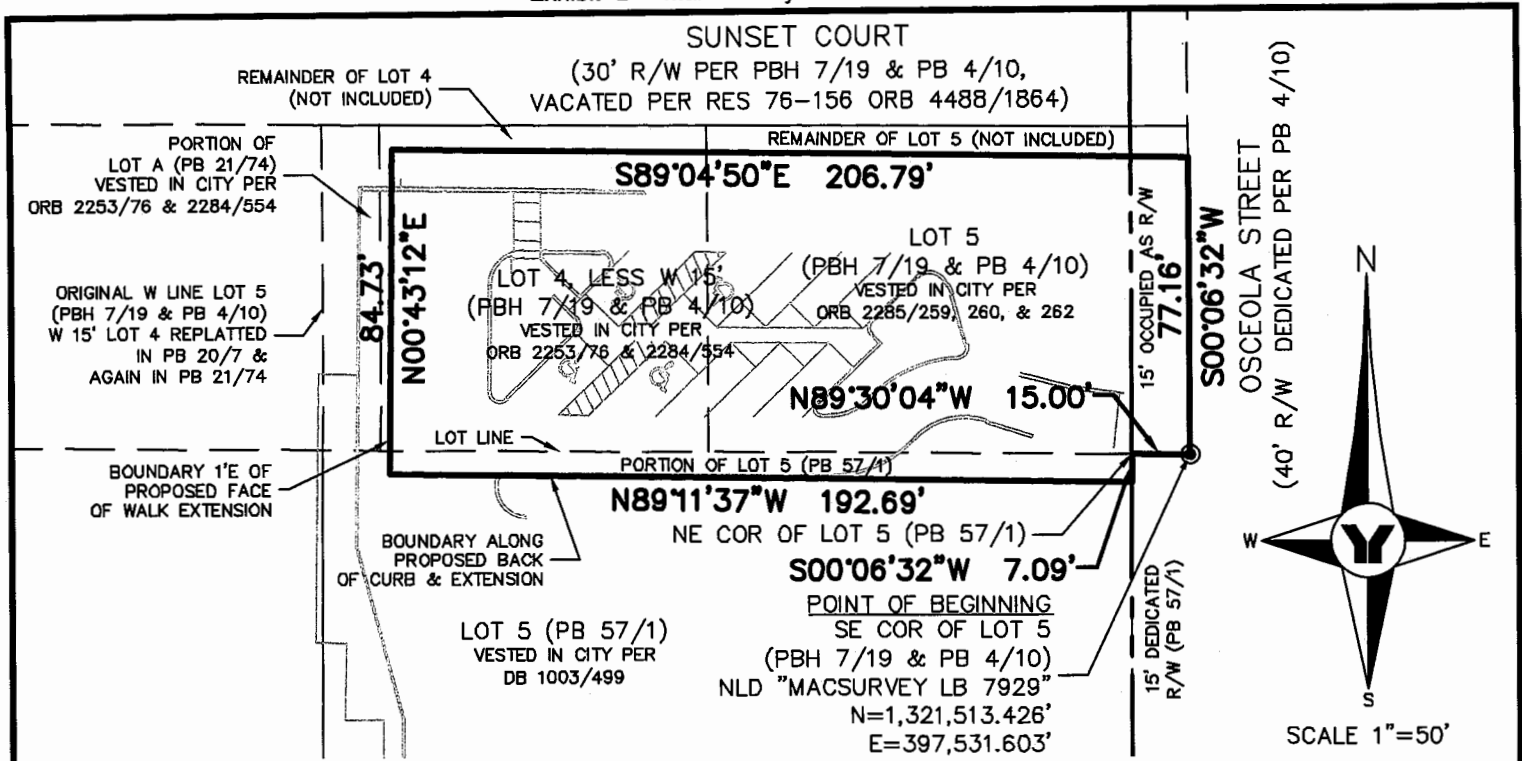 SUNSET COURT
(30' R/W PER PBH 7/19 & PB 4/10,
VACATED PER RES 76-156 ORB 4488/1864)
REMAINDER OF LOT 4
(NOT INCLUDED)
REMAINDER OF LOT 5 (NOT INCLUDED)
PORTION OF
LOT A (PB 21/74)
VESTED IN CITY PER
ORB 2253/76 & 2284/554
S89°04'50"E 206.79'
N00°43'12"E
84.73'
ORIGINAL W LINE LOT 5
(PBH 7/19 & PB 4/10)
W 15' LOT 4 REPLATTED
IN PB 20/7 &
AGAIN IN PB 21/74
LOT 4, LESS W 15'
(PBH 7/19 & PB 4/10)
VESTED IN CITY PER
ORB 2253/76 & 2284/554
LOT 5
(PBH 7/19 & PB 4/10)
VESTED IN CITY PER
ORB 2285/259, 260, & 262
15' OCCUPIED AS R/W
77.16'
S00°06'32"W
OSCEOLA STREET
(40' R/W DEDICATED PER PB 4/10)
N89°30'04"W 15.00'
LOT LINE
PORTION OF LOT 5 (PB 57/1)
BOUNDARY 1'E OF
PROPOSED FACE
OF WALK EXTENSION
N89°11'37"W 192.69'
NE COR OF LOT 5 (PB 57/1)
BOUNDARY ALONG
PROPOSED BACK
OF CURB & EXTENSION
S00°06'32"W 7.09'
POINT OF BEGINNING
SE COR OF LOT 5
(PBH 7/19 & PB 4/10)
NLD "MACSURVEY LB 7929"
N=1,321,513.426'
E=397,531.603'
LOT 5 (PB 57/1)
VESTED IN CITY PER
DB 1003/499
15' DEDICATED
R/W (PB 57/1)
N
W
E
S
SCALE 1"=50'